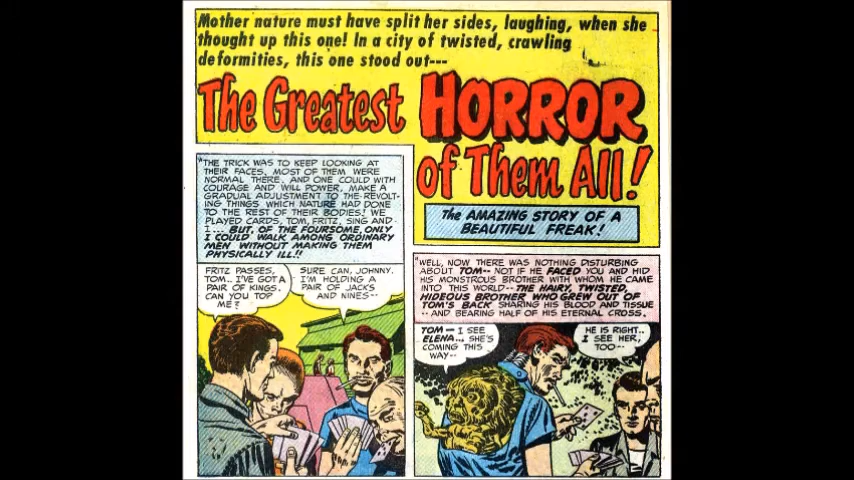 Mother nature must have split her sides, laughing, when she
thought up this one! In a city of twisted, crawling
deformities, this one stood out---
The Greatest HORROR
of Them All!
The AMAZING STORY OF A
BEAUTIFUL FREAK!
"THE TRICK WAS TO KEEP LOOKING AT
THEIR FACES, MOST OF THEM WERE
NORMAL THERE. AND ONE COULD WITH
COURAGE AND WILL POWER, MAKE A
GRADUAL ADJUSTMENT TO THE REVOLT-
ING THINGS WHICH NATURE HAD DONE
TO THE REST OF THEIR BODIES! WE
PLAYED CARDS, TOM, FRITZ, SING AND
I... BUT, OF THE FOURSOME, ONLY
I COULD WALK AMONG ORDINARY
MEN WITHOUT MAKING THEM
PHYSICALLY ILL!!
FRITZ PASSES,
TOM.. I'VE GOT A
PAIR OF KINGS.
CAN YOU TOP
ME?
SURE CAN, JOHNNY.
I'M HOLDING A
PAIR OF JACKS
AND NINES--
"WELL, NOW THERE WAS NOTHING DISTURBING
ABOUT TOM-- NOT IF HE FACED YOU AND HID
HIS MONSTROUS BROTHER WITH WHOM HE CAME
INTO THIS WORLD-- THE HAIRY, TWISTED,
HIDEOUS BROTHER WHO GREW OUT OF
TOM'S BACK SHARING HIS BLOOD AND TISSUE
-- AND BEARING HALF OF HIS ETERNAL CROSS.
TOM-- I SEE
ELENA... SHE'S
COMING THIS
WAY--
HE IS RIGHT..
I SEE HER,
TOO--